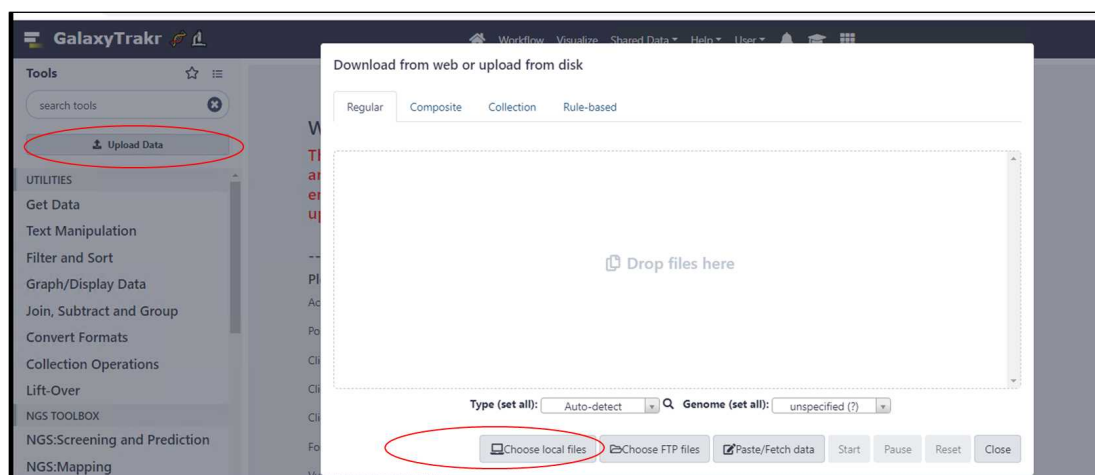 GalaxyTrakr
Workflow Visualize Shared Data Help User
Tools
search tools
Upload Data
UTILITIES
Get Data
Text Manipulation
Filter and Sort
Graph/Display Data
Join, Subtract and Group
Convert Formats
Collection Operations
Lift-Over
NGS TOOLBOX
NGS:Screening and Prediction
NGS:Mapping
Download from web or upload from disk
Regular Composite Collection Rule-based
Drop files here
Type (set all): Auto-detect Genome (set all): unspecified (?)
Choose local files Choose FTP files Paste/Fetch data Start Pause Reset Close